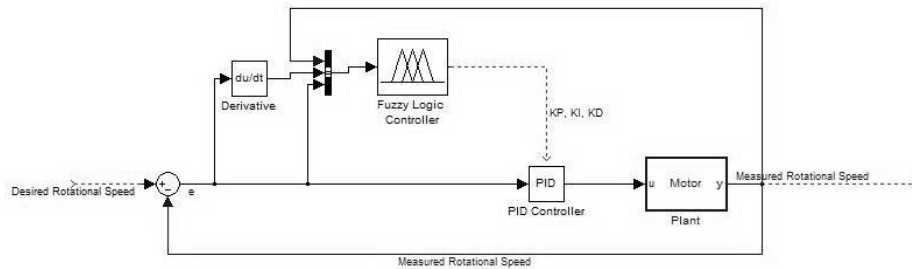 du/dt
Derivative
Fuzzy Logic
Controller
KP, KI, KD
Desired Rotational Speed
+
−
e
PID
PID Controller
u Motor y
Plant
Measured Rotational Speed
Measured Rotational Speed